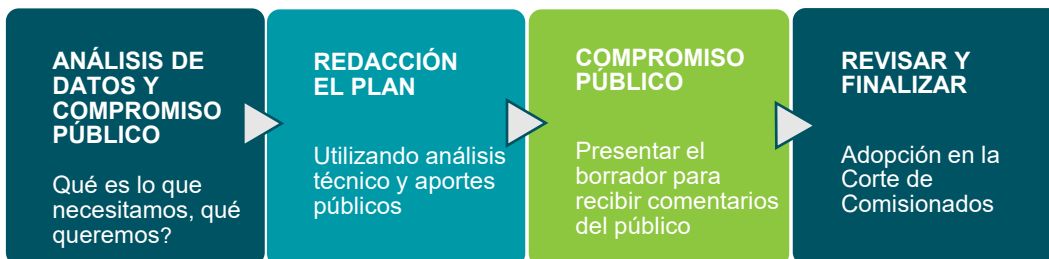 ANÁLISIS DE
DATOS Y
COMPROMISO
PÚBLICO
Qué es lo que
necesitamos, qué
queremos?
REDACCIÓN
EL PLAN
Utilizando análisis
técnico y aportes
públicos
COMPROMISO
PÚBLICO
Presentar el
borrador para
recibir comentarios
del público
REVISAR Y
FINALIZAR
Adopción en la
Corte de
Comisionados